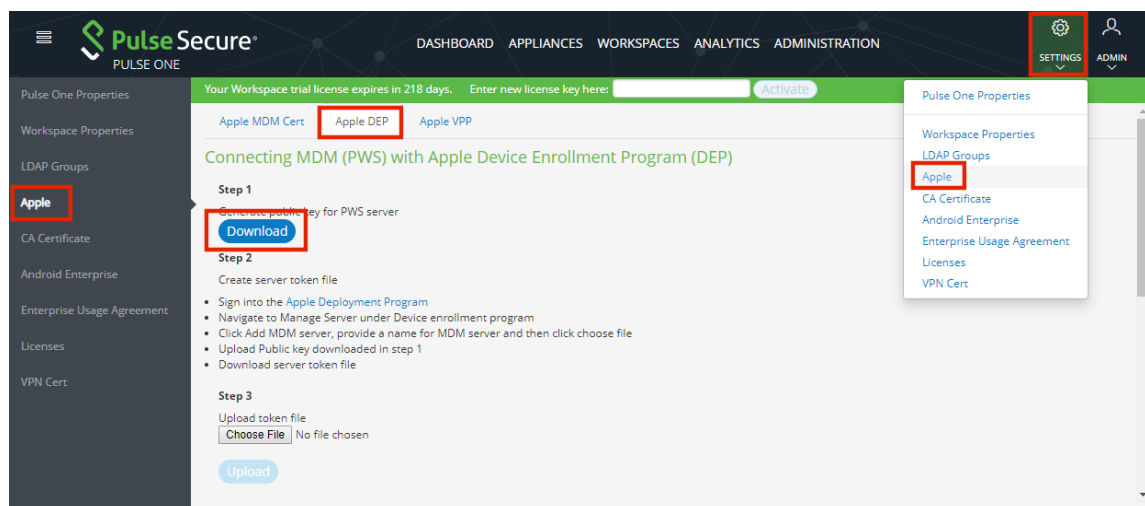 Pulse Secure®
PULSE ONE
DASHBOARD APPLIANCES WORKSPACES ANALYTICS ADMINISTRATION
SETTINGS
ADMIN
Your Workspace trial license expires in 218 days. Enter new license key here: Activate
Pulse One Properties
Workspace Properties
LDAP Groups
Apple
CA Certificate
Android Enterprise
Enterprise Usage Agreement
Licenses
VPN Cert
Apple MDM Cert Apple DEP Apple VPP
Connecting MDM (PWS) with Apple Device Enrollment Program (DEP)
Step 1
Generate public key for PWS server
Download
Step 2
Create server token file
• Sign into the Apple Deployment Program
• Navigate to Manage Server under Device enrollment program
• Click Add MDM server, provide a name for MDM server and then click choose file
• Upload Public key downloaded in step 1
• Download server token file
Step 3
Upload token file
Choose File No file chosen
Upload
Pulse One Properties
Workspace Properties
LDAP Groups
Apple
CA Certificate
Android Enterprise
Enterprise Usage Agreement
Licenses
VPN Cert